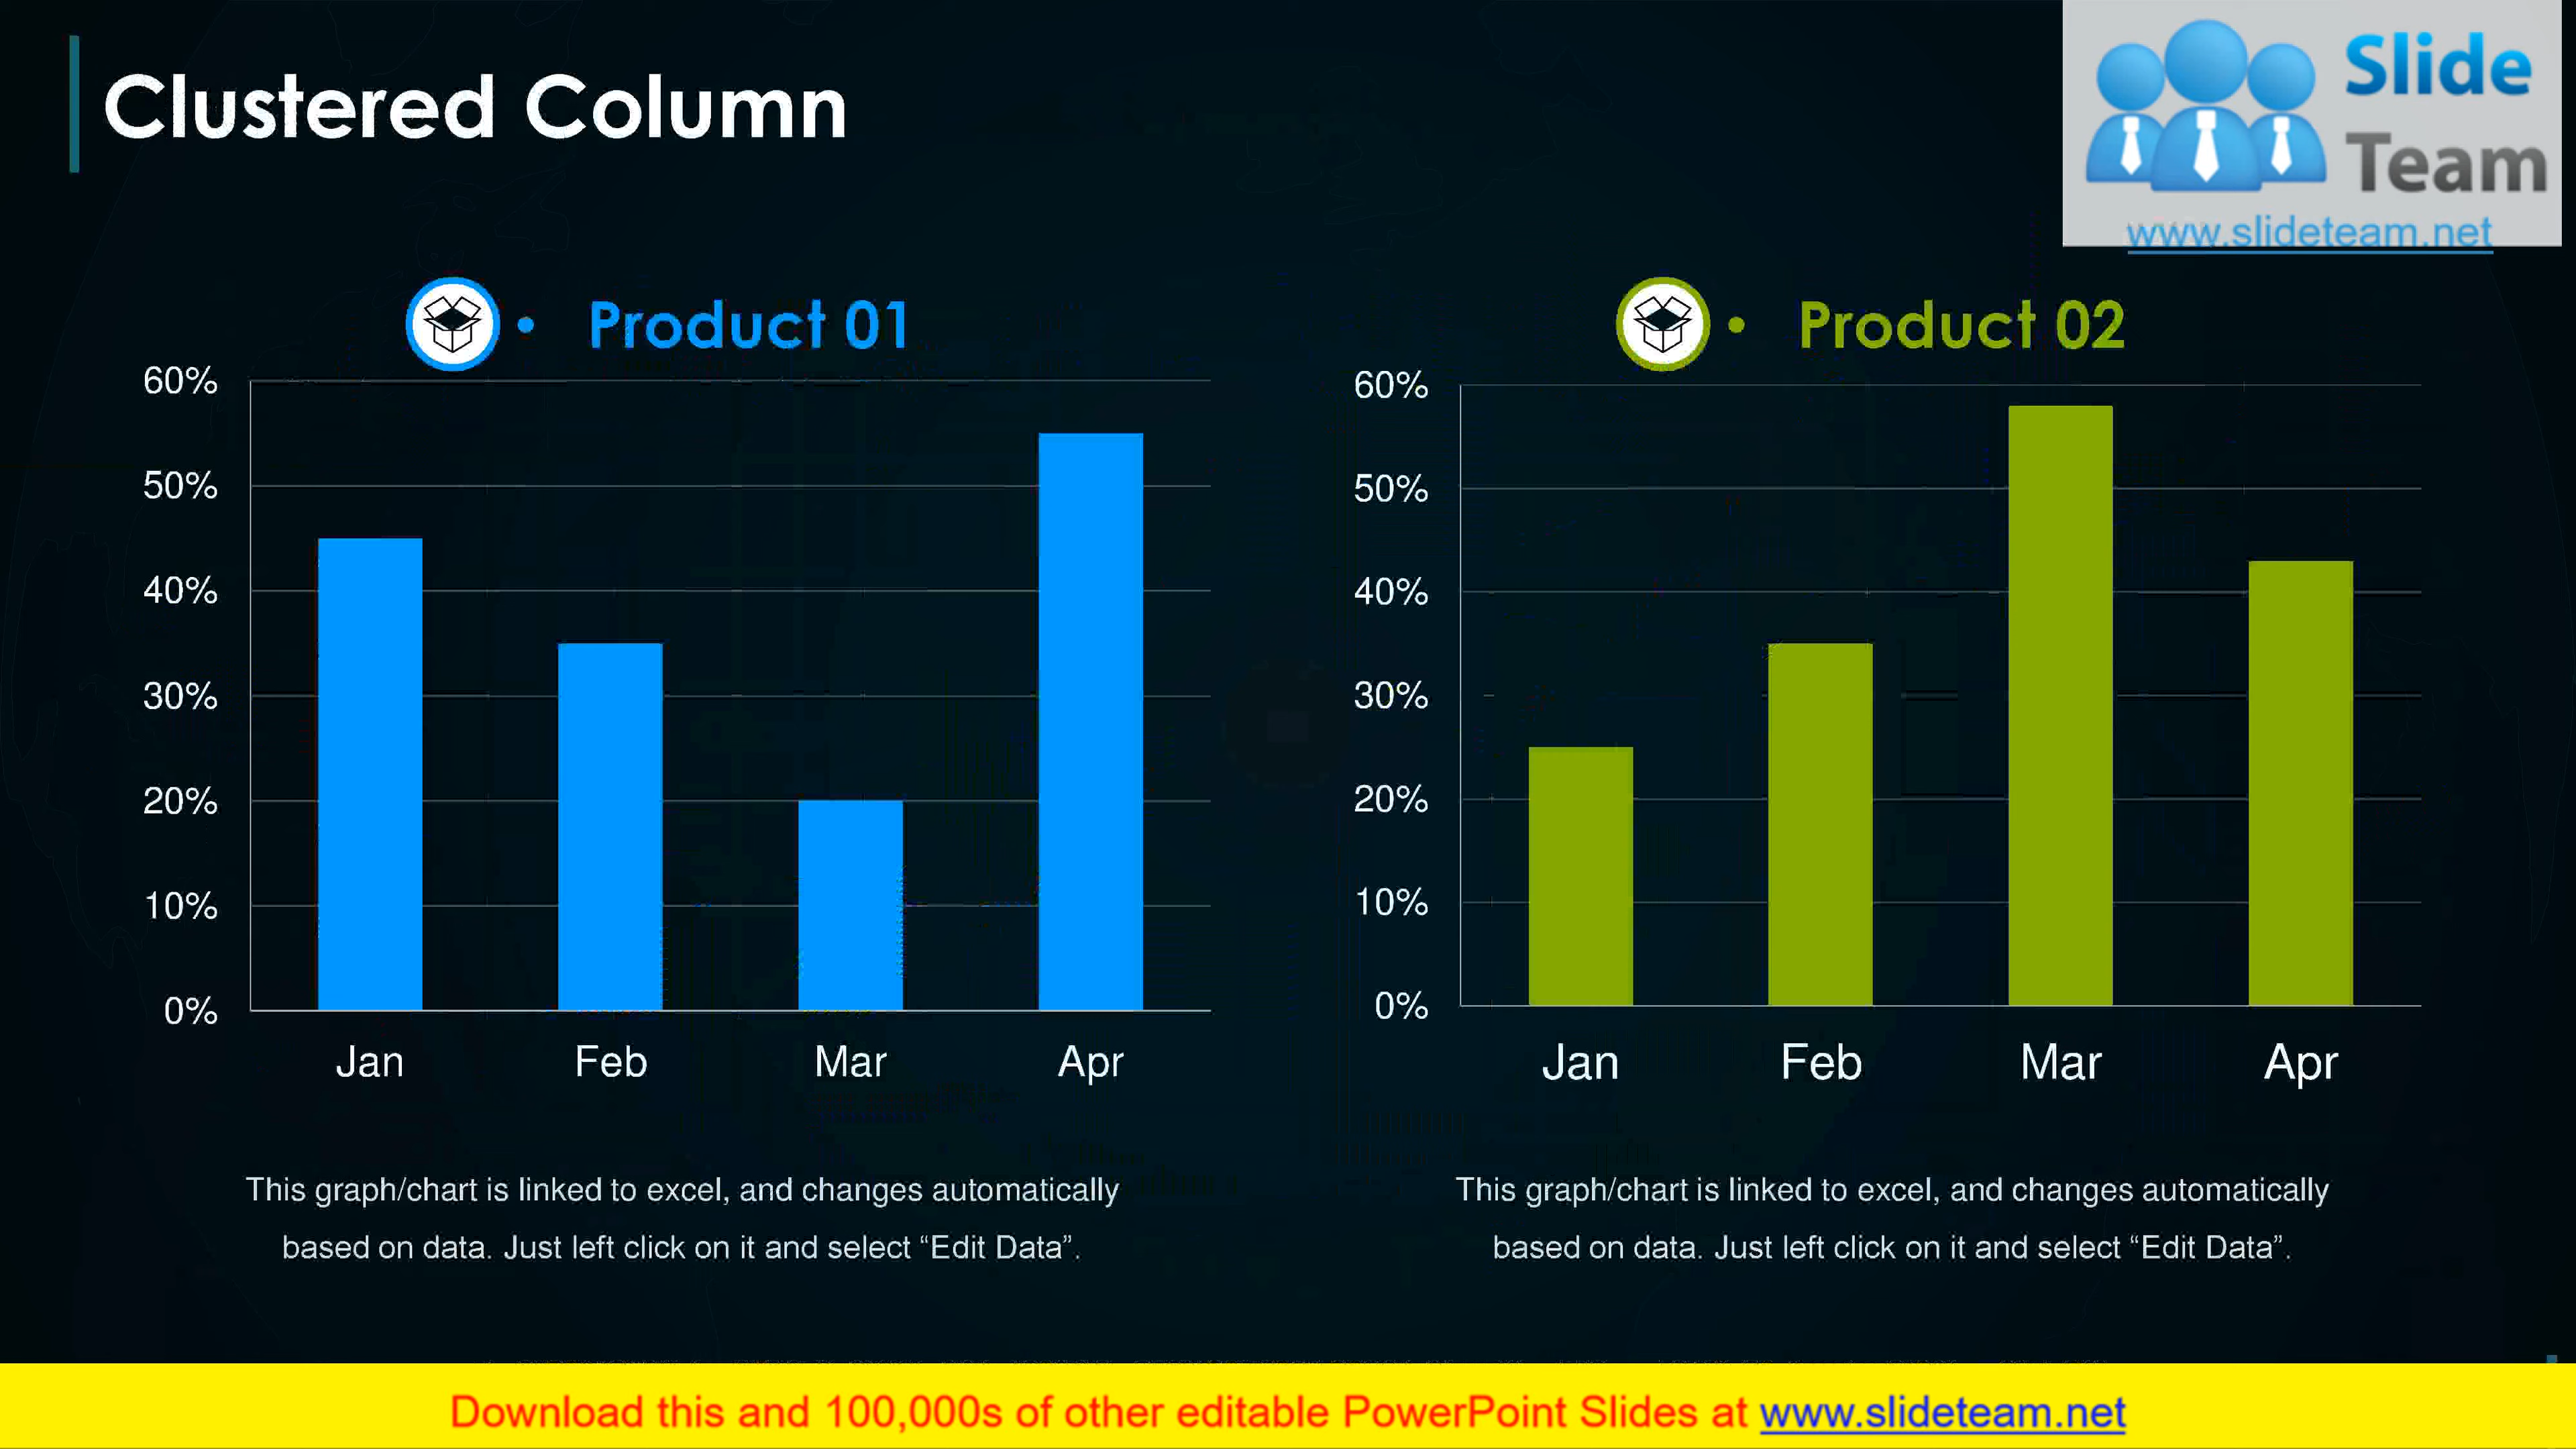 Clustered Column
Slide
Team
www.slideteam.net
• Product 01
60%
50%
40%
30%
20%
10%
0%
Jan Feb Mar Apr
This graph/chart is linked to excel, and changes automatically
based on data. Just left click on it and select “Edit Data”.
• Product 02
60%
50%
40%
30%
20%
10%
0%
Jan Feb Mar Apr
This graph/chart is linked to excel, and changes automatically
based on data. Just left click on it and select “Edit Data”.
Download this and 100,000s of other editable PowerPoint Slides at www.slideteam.net